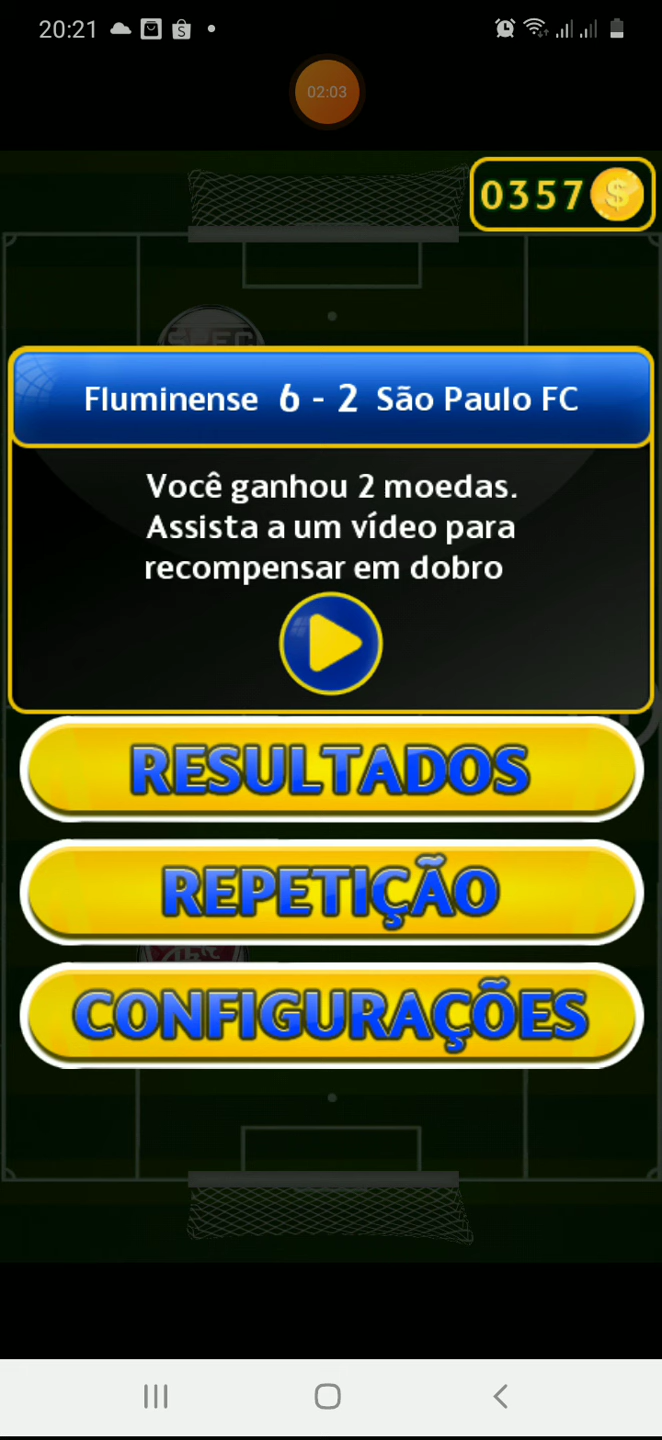 20:21
02:03
0357
Fluminense 6 - 2 São Paulo FC
Você ganhou 2 moedas.
Assista a um vídeo para
recompensar em dobro
RESULTADOS
REPETIÇÃO
CONFIGURAÇÕES